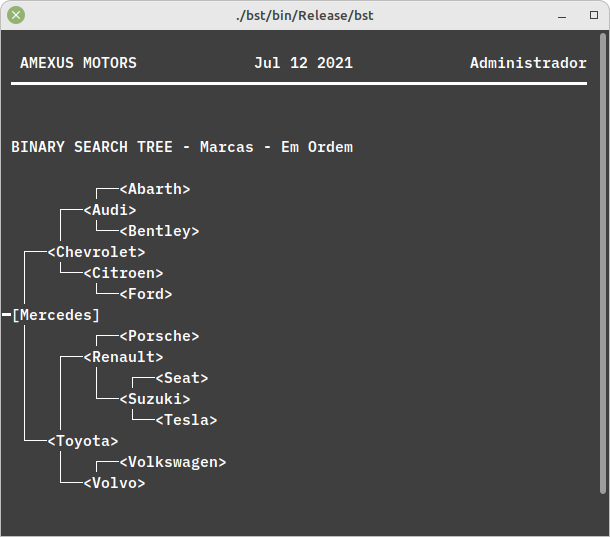 ./bst/bin/Release/bst
AMEXUS MOTORS Jul 12 2021 Administrador
BINARY SEARCH TREE - Marcas - Em Ordem
<Abarth>
<Audi>
<Bentley>
<Chevrolet>
<Citroen>
<Ford>
[Mercedes]
<Porsche>
<Renault>
<Seat>
<Suzuki>
<Tesla>
<Toyota>
<Volkswagen>
<Volvo>